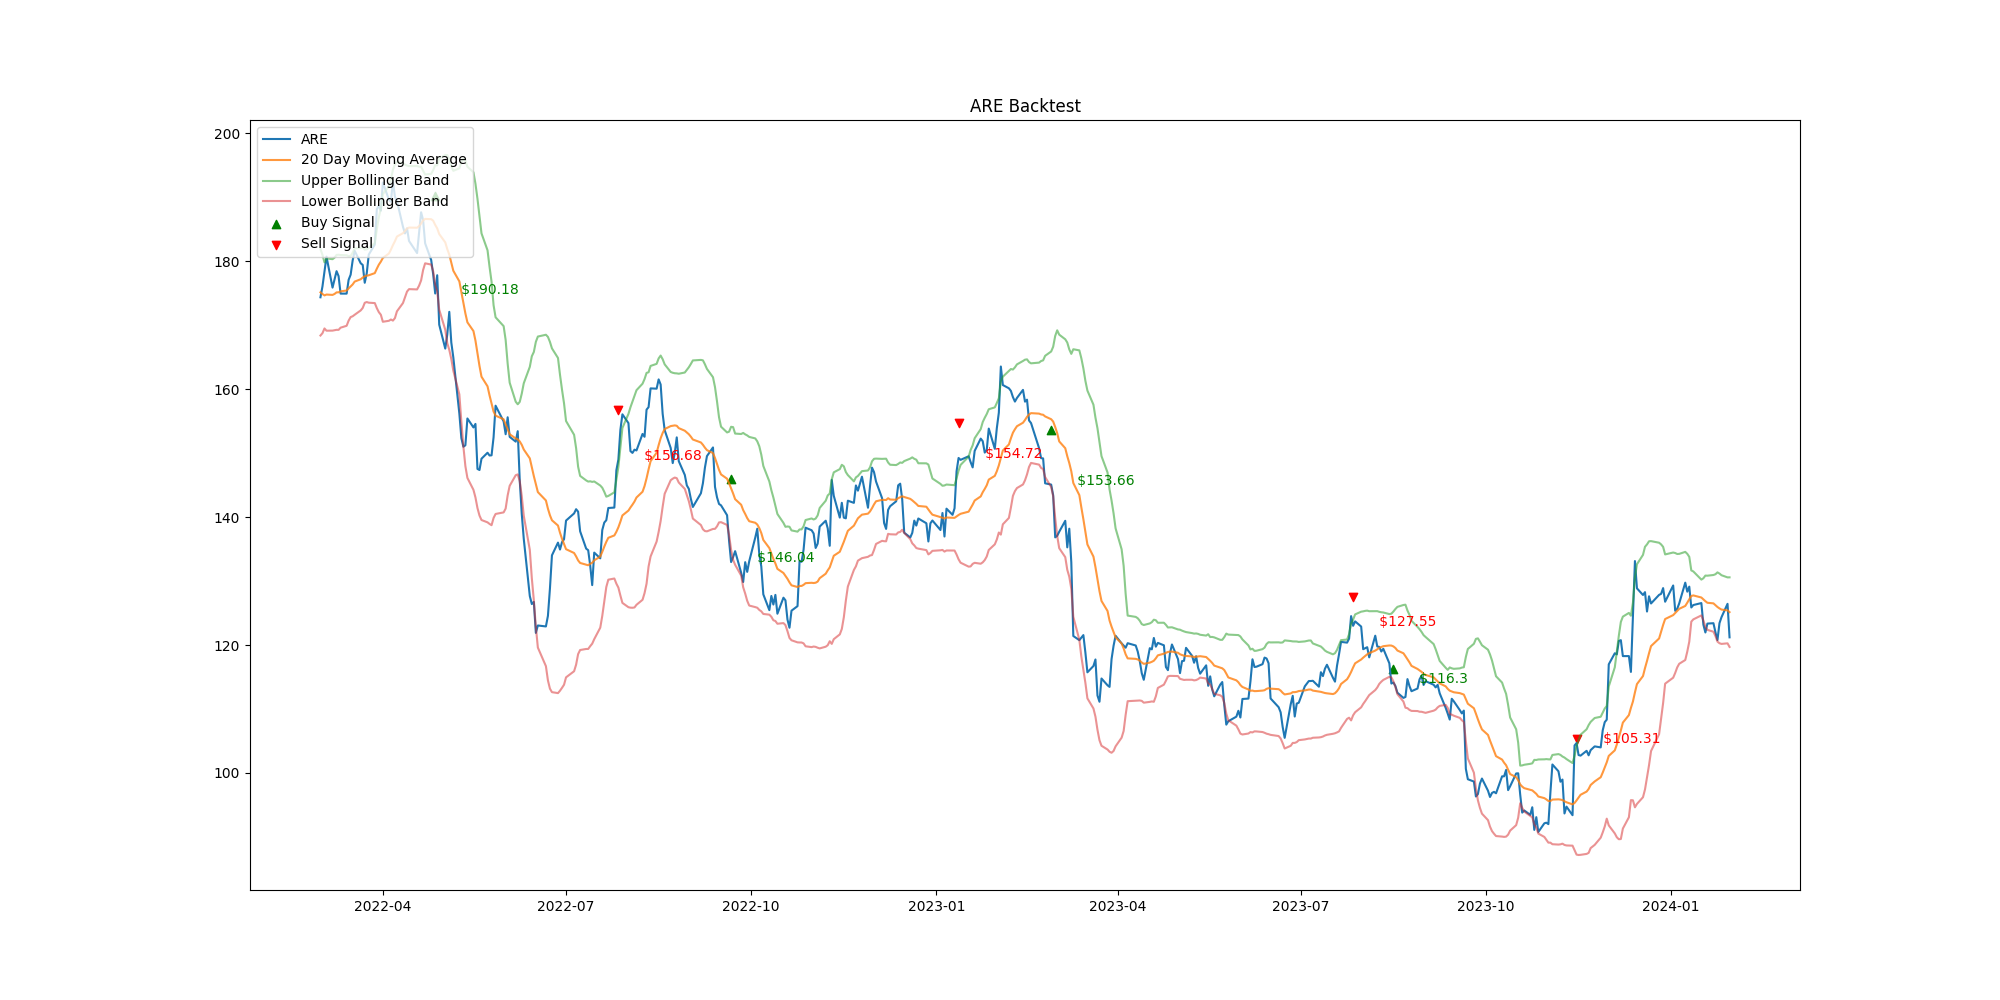 ARE Backtest
200
180
160
140
120
100
ARE
20 Day Moving Average
Upper Bollinger Band
Lower Bollinger Band
Buy Signal
Sell Signal
$190.18
$156.68
$146.04
$154.72
$153.66
$127.55
$116.3
$105.31
2022-04 2022-07 2022-10 2023-01 2023-04 2023-07 2023-10 2024-01